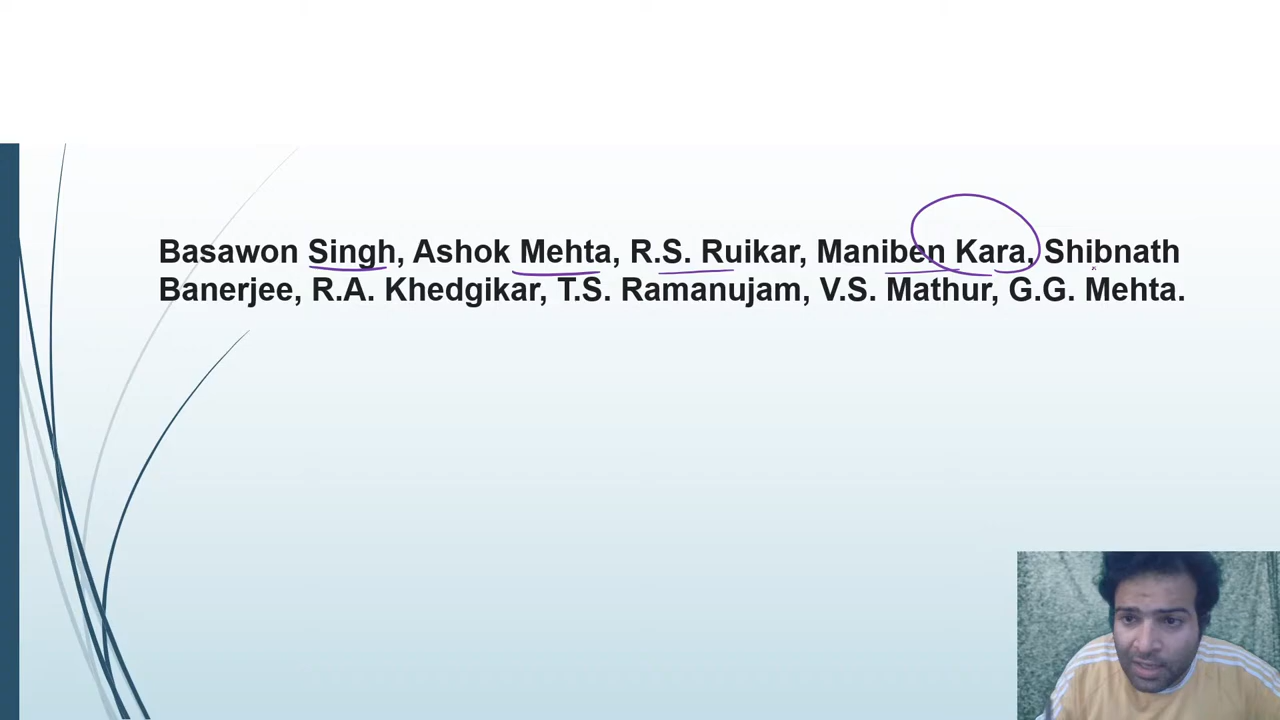 Basawon Singh, Ashok Mehta, R.S. Ruikar, Maniben Kara, Shibnath
Banerjee, R.A. Khedgikar, T.S. Ramanujam, V.S. Mathur, G.G. Mehta.